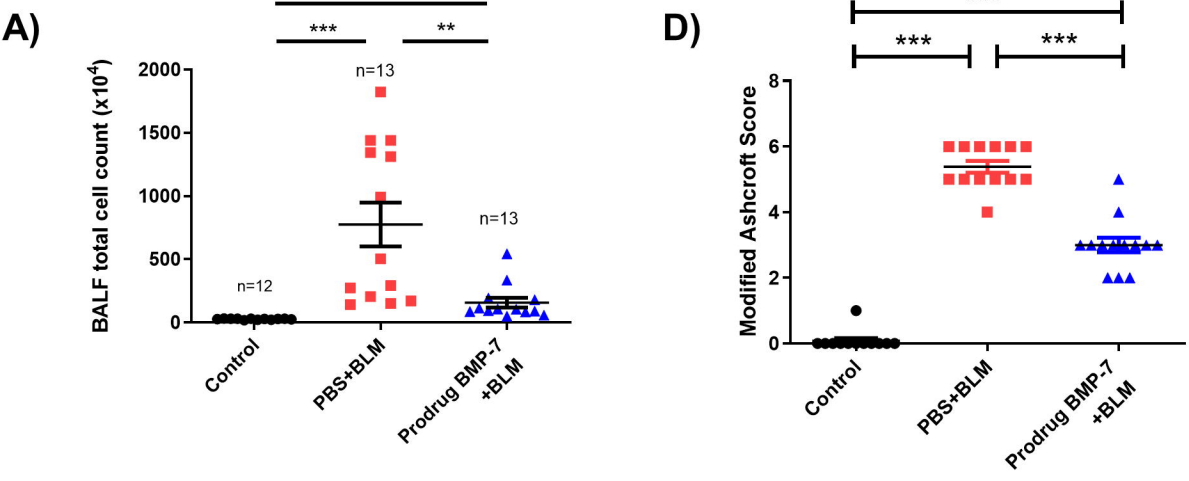 A)
***
**
BALF total cell count (x10⁴)
2000
1500
1000
500
0
n=12
n=13
n=13
Control
PBS+BLM
Prodrug BMP-7
+BLM
D)
***
***
Modified Ashcroft Score
8
6
4
2
0
Control
PBS+BLM
Prodrug BMP-7
+BLM